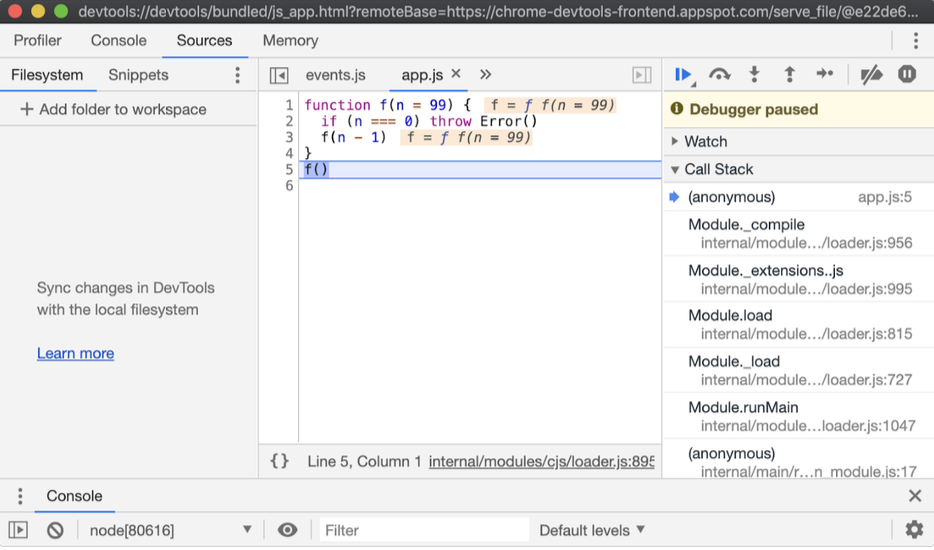 devtools://devtools/bundled/js_app.html?remoteBase=https://chrome-devtools-frontend.appspot.com/serve_file/@e22de6...
Profiler Console Sources Memory
Filesystem Snippets
events.js app.js × »
+ Add folder to workspace
Sync changes in DevTools
with the local filesystem
Learn more
1 function f(n = 99) { f = ƒ f(n = 99)
2 if (n === 0) throw Error()
3 f(n - 1) f = ƒ f(n = 99)
4 }
5 f()
6
{} Line 5, Column 1 internal/modules/cjs/loader.js:895
Debugger paused
Watch
Call Stack
(anonymous) app.js:5
Module._compile
internal/module…/loader.js:956
Module._extensions..js
internal/module…/loader.js:995
Module.load
internal/module…/loader.js:815
Module._load
internal/module…/loader.js:727
Module.runMain
internal/module…loader.js:1047
(anonymous)
internal/main/r…n_module.js:17
Console
node[80616] Filter Default levels